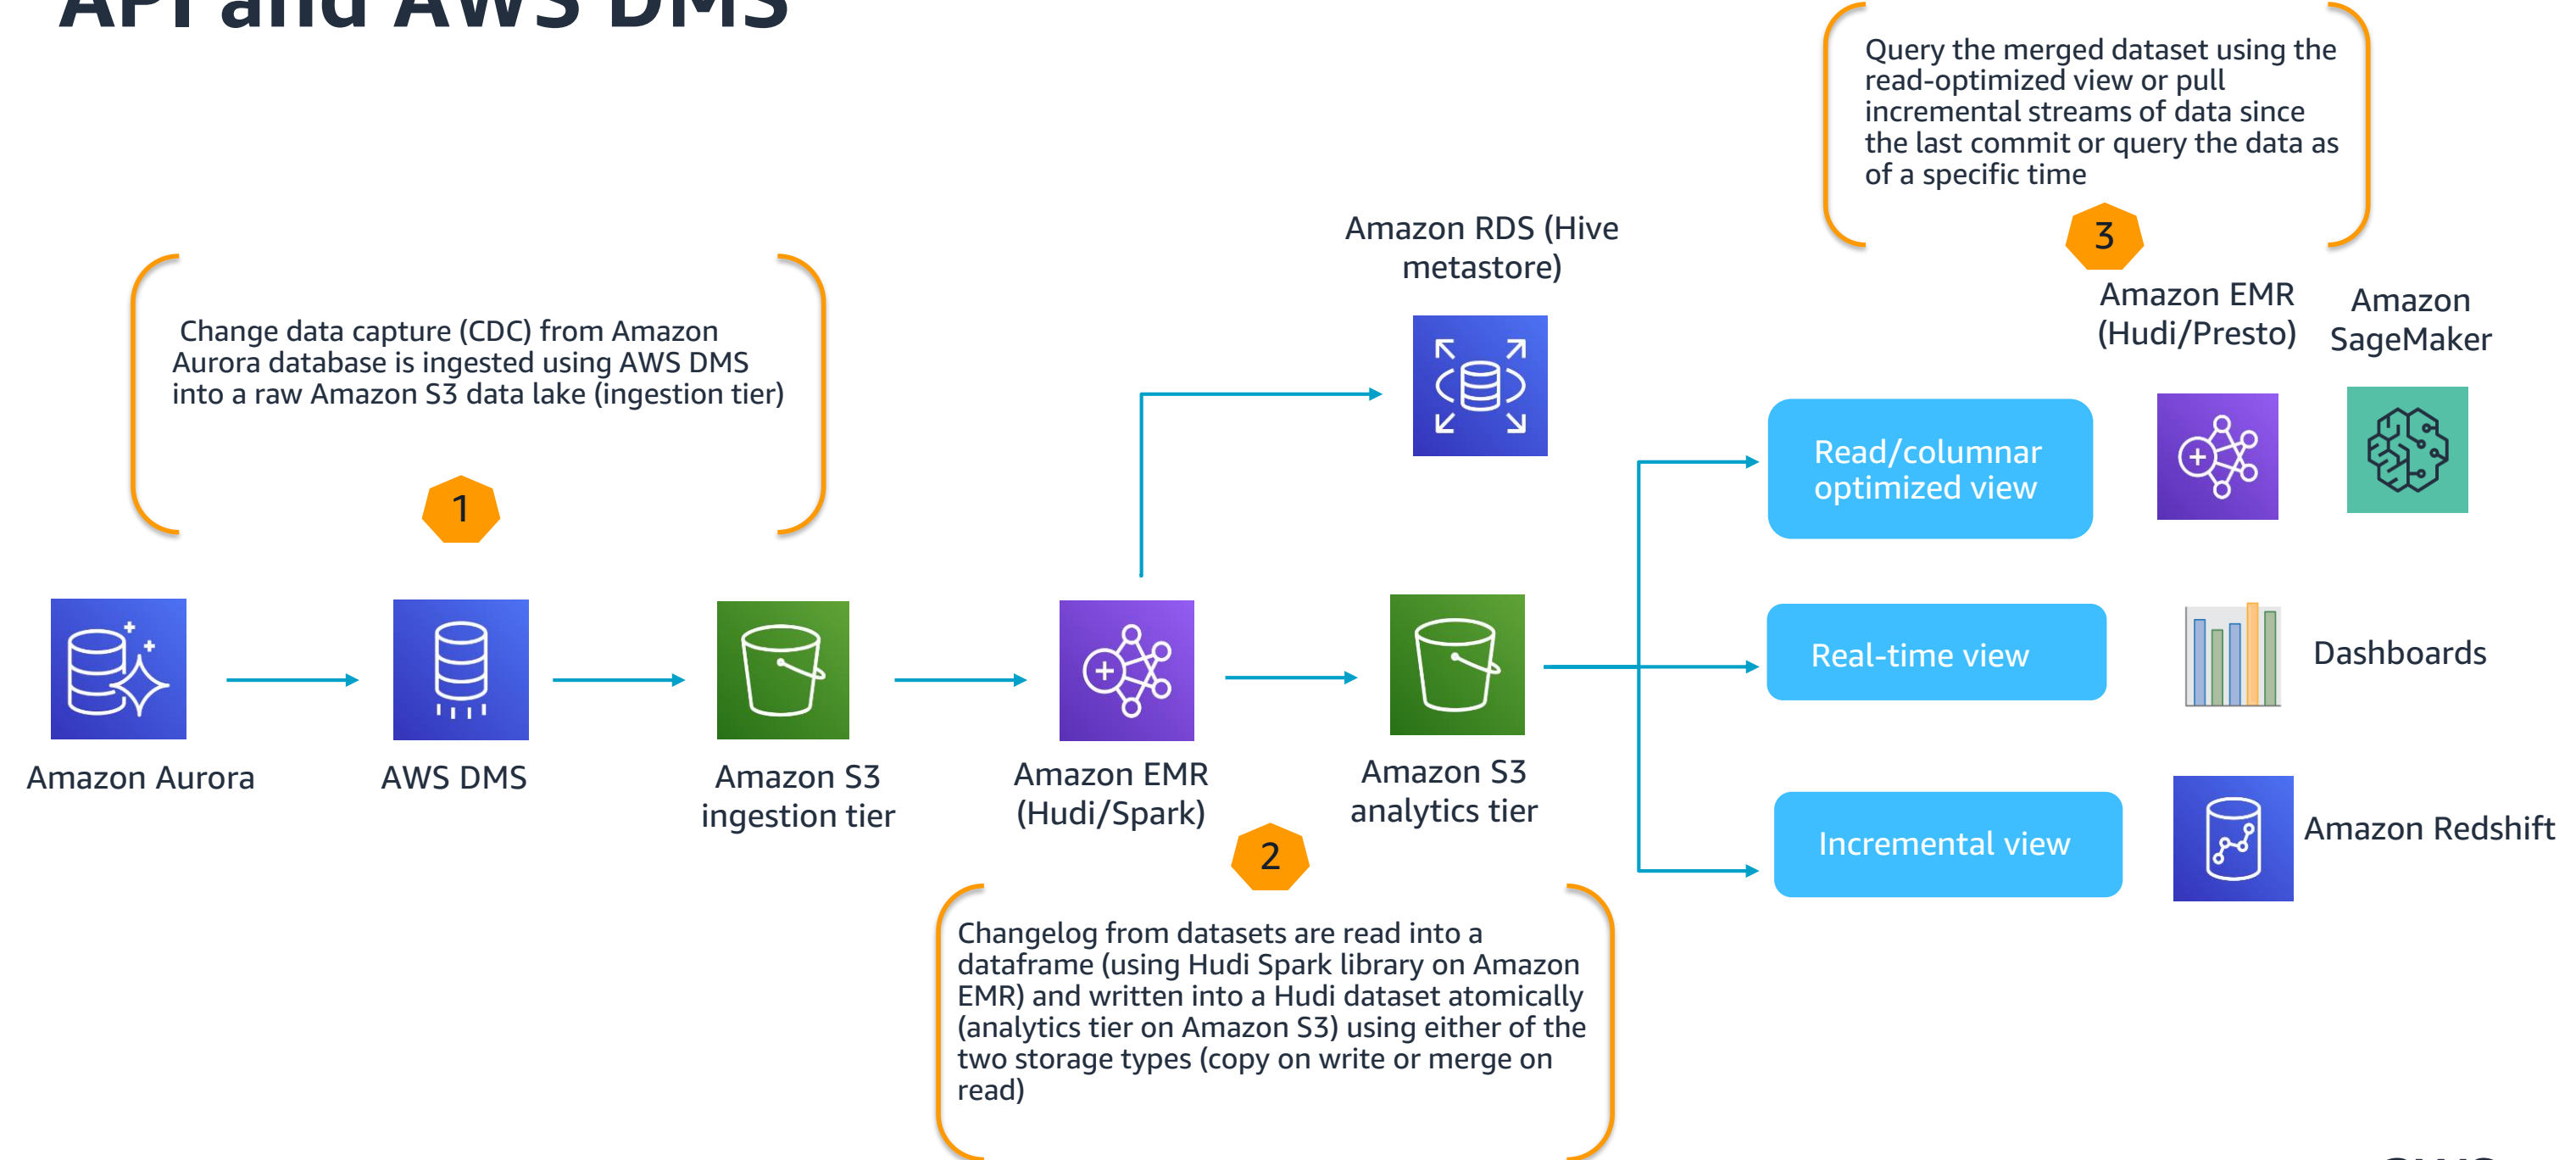 API and AWS DMS
Query the merged dataset using the
read-optimized view or pull
incremental streams of data since
the last commit or query the data as
of a specific time
3
Amazon RDS (Hive
metastore)
Amazon EMR
(Hudi/Presto)
Amazon
SageMaker
Change data capture (CDC) from Amazon
Aurora database is ingested using AWS DMS
into a raw Amazon S3 data lake (ingestion tier)
1
Read/columnar
optimized view
Real-time view
Dashboards
Amazon Aurora
AWS DMS
Amazon S3
ingestion tier
Amazon EMR
(Hudi/Spark)
Amazon S3
analytics tier
Incremental view
Amazon Redshift
2
Changelog from datasets are read into a
dataframe (using Hudi Spark library on Amazon
EMR) and written into a Hudi dataset atomically
(analytics tier on Amazon S3) using either of the
two storage types (copy on write or merge on
read)